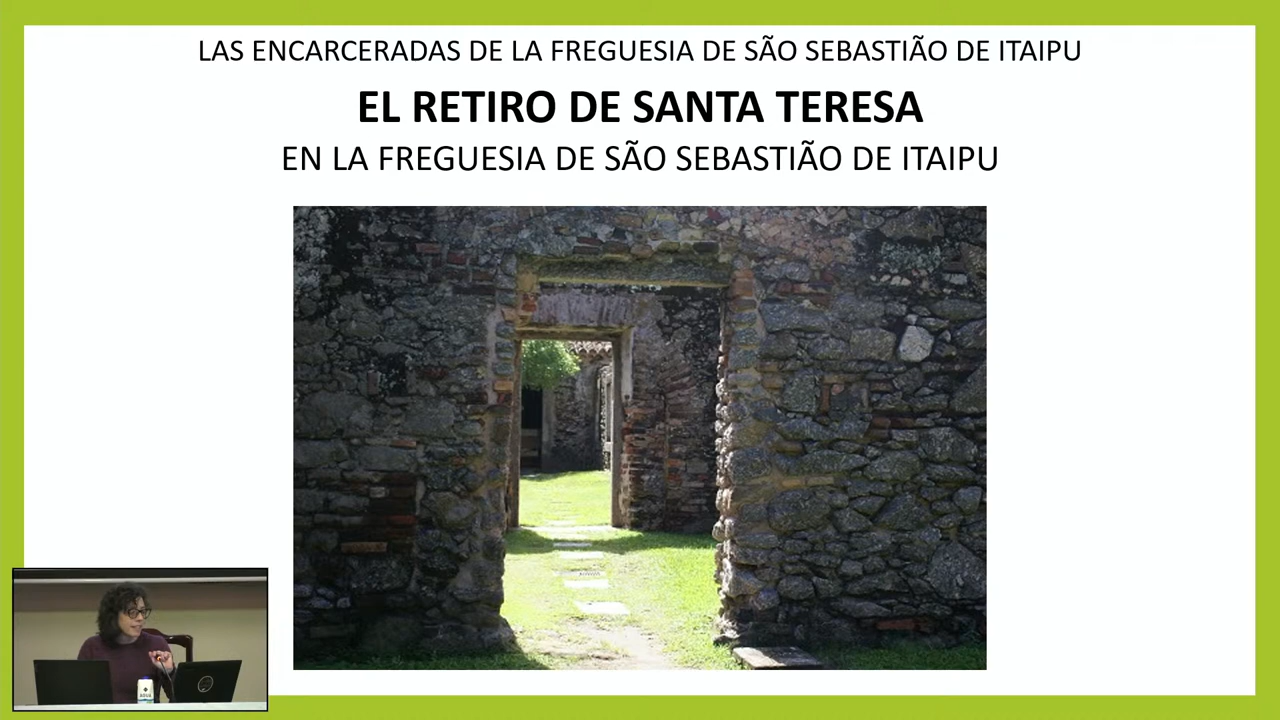 LAS ENCARCERADAS DE LA FREGUESIA DE SÃO SEBASTIÃO DE ITAIPU
EL RETIRO DE SANTA TERESA
EN LA FREGUESIA DE SÃO SEBASTIÃO DE ITAIPU
AGUA